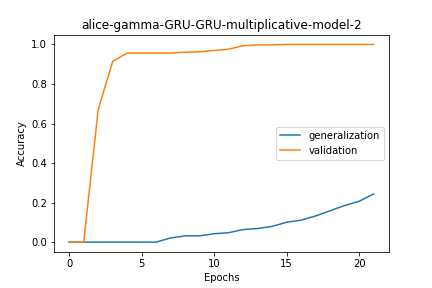 alice-gamma-GRU-GRU-multiplicative-model-2
1.0
0.8
0.6
0.4
0.2
0.0
Accuracy
generalization
validation
0 5 10 15 20
Epochs